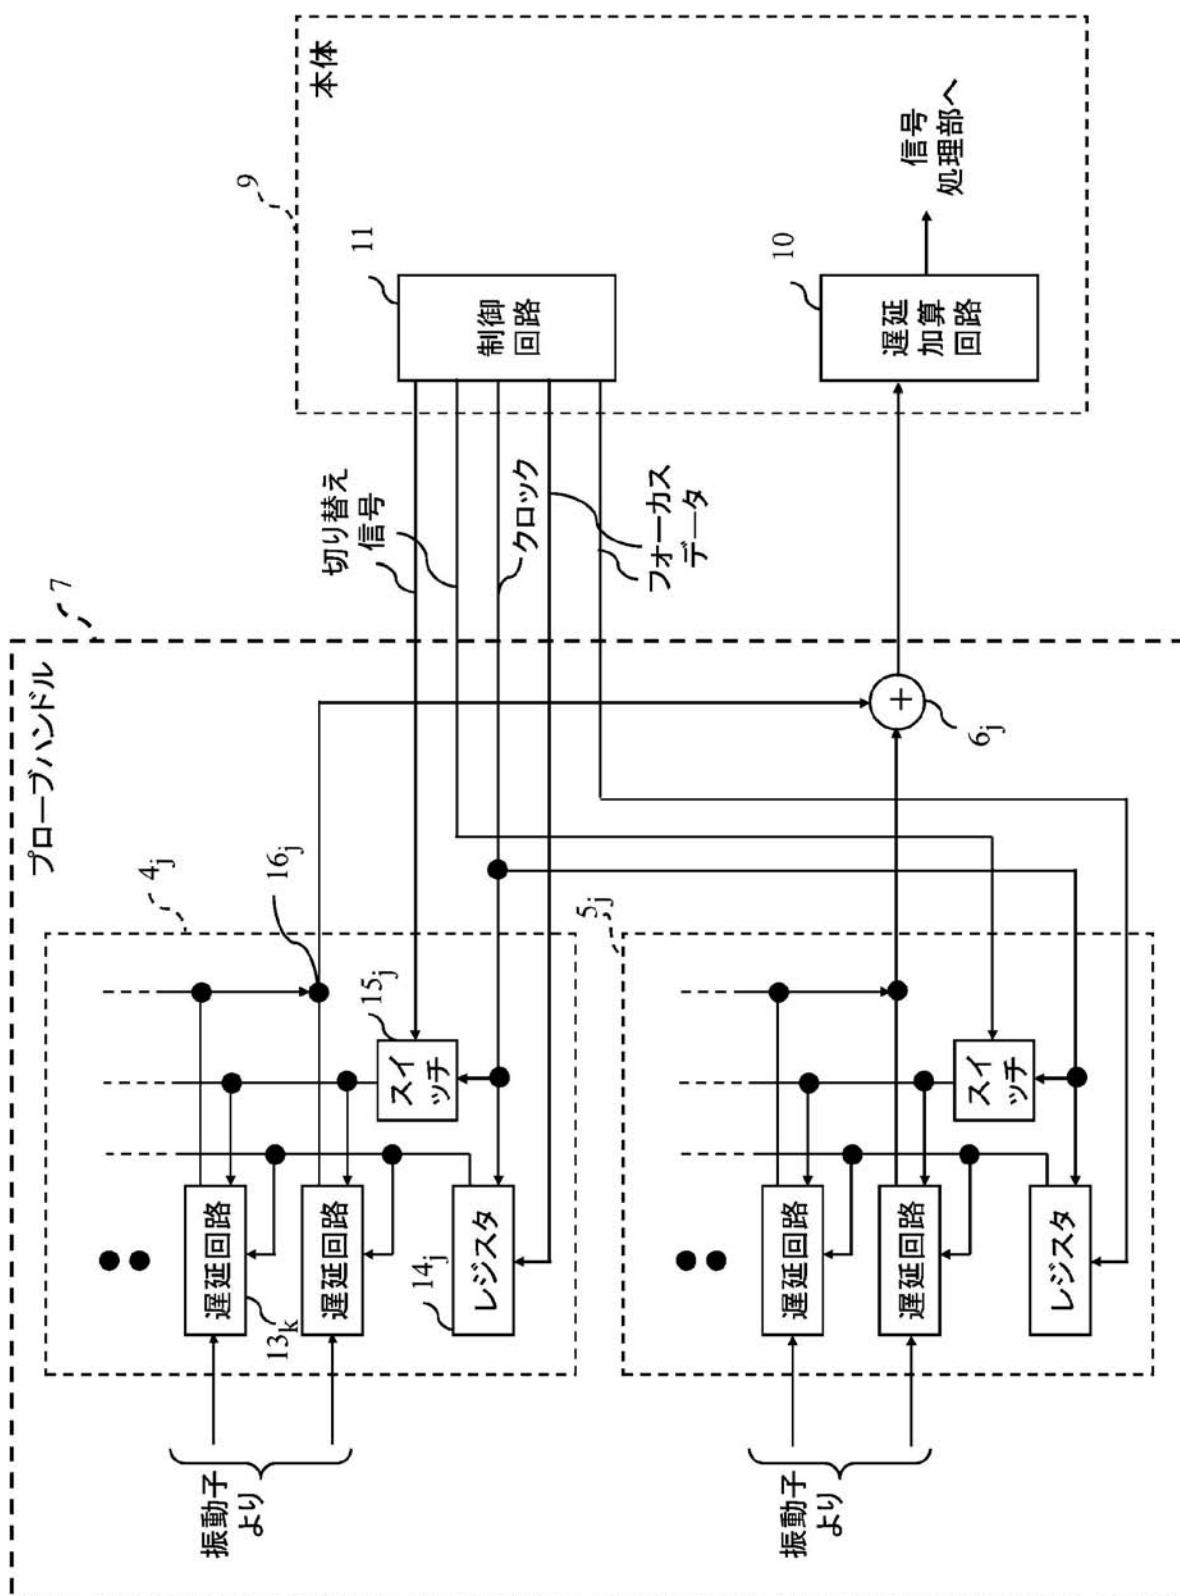 プローブハンドル
7
4j
16j
遅延回路
13k
遅延回路
スイ
ッチ
15j
レジスタ
14j
振動子
より
5j
遅延回路
遅延回路
スイ
ッチ
レジスタ
振動子
より
6j
切り替え
信号
クロック
フォーカス
データ
9
本体
11
制御
回路
10
遅延
加算
回路
信号
処理部へ